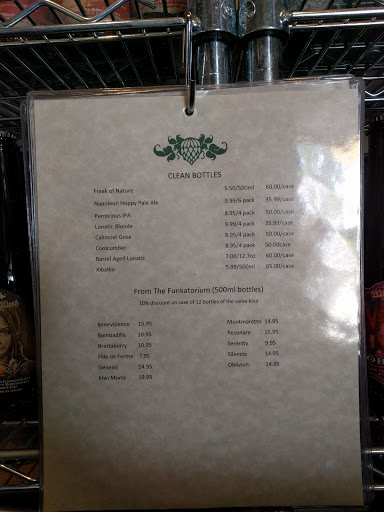 CLEAN BOTTLES
Freak of Nature 5.50/500ml 60.00/case
Napoleon Hoppy Pale Ale 9.99/6 pack 35.99/case
Pernicious IPA 8.95/4 pack 50.00/case
Lunatic Blonde 9.99/4 pack 35.99/case
Calimost Gose 8.95/4 pack 50.00/case
Coolcumber 8.95/4 pack 50.00case
Barrel Aged Lunatic 7.00/12.7oz 60.00/case
Xibalba 5.99/500ml 65.00/case
From The Funkatorium (500ml bottles)
10% discount on case of 12 bottles of the same kind
Benevolence 15.95 Montmaretto 14.95
Bombadilla 10.95 Resonare 15.95
Brettaberry 10.95 Serenity 9.95
Fille de Ferme 7.95 Silencio 14.95
Genesis 14.95 Oblivion 14.95
Kiwi Morte 19.95